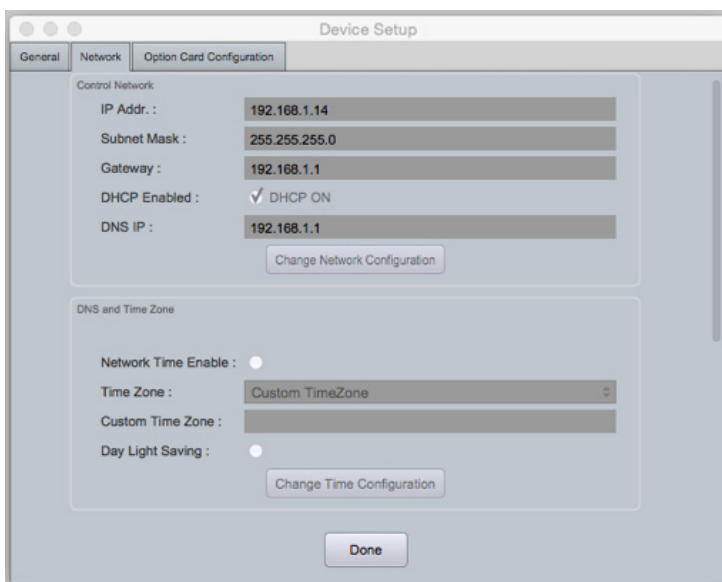 Device Setup
General Network Option Card Configuration
Control Network
IP Addr. : 192.168.1.14
Subnet Mask : 255.255.255.0
Gateway : 192.168.1.1
DHCP Enabled : DHCP ON
DNS IP : 192.168.1.1
Change Network Configuration
DNS and Time Zone
Network Time Enable :
Time Zone : Custom TimeZone
Custom Time Zone :
Day Light Saving :
Change Time Configuration
Done